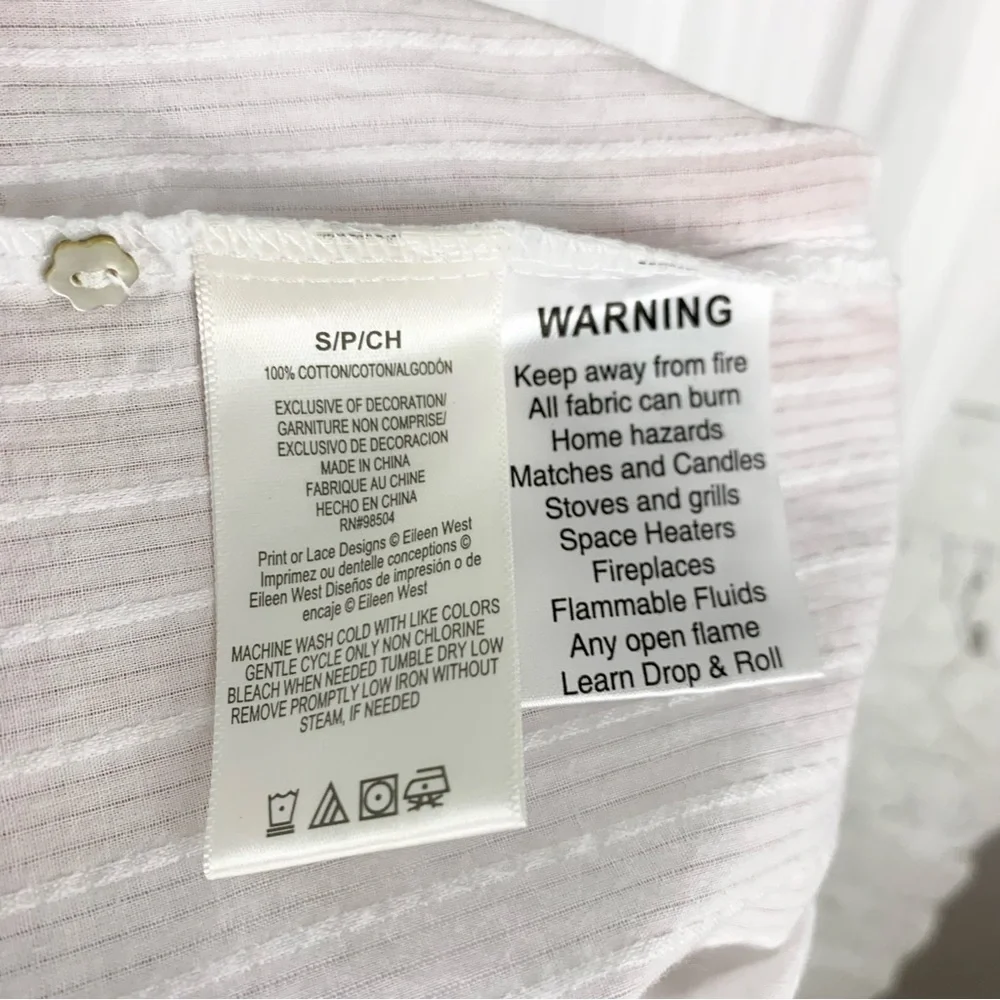 S/P/CH
100% COTTON/COTON/ALGODÓN
EXCLUSIVE OF DECORATION/
GARNITURE NON COMPRISE/
EXCLUSIVO DE DECORACION
MADE IN CHINA
FABRIQUE AU CHINE
HECHO EN CHINA
RN#98504
Print or Lace Designs © Eileen West
Imprimez ou dentelle conceptions ©
Eileen West Diseños de impresión o de
encaje © Eileen West
MACHINE WASH COLD WITH LIKE COLORS
GENTLE CYCLE ONLY NON CHLORINE
BLEACH WHEN NEEDED TUMBLE DRY LOW
REMOVE PROMPTLY LOW IRON WITHOUT
STEAM, IF NEEDED
WARNING
Keep away from fire
All fabric can burn
Home hazards
Matches and Candles
Stoves and grills
Space Heaters
Fireplaces
Flammable Fluids
Any open flame
Learn Drop & Roll